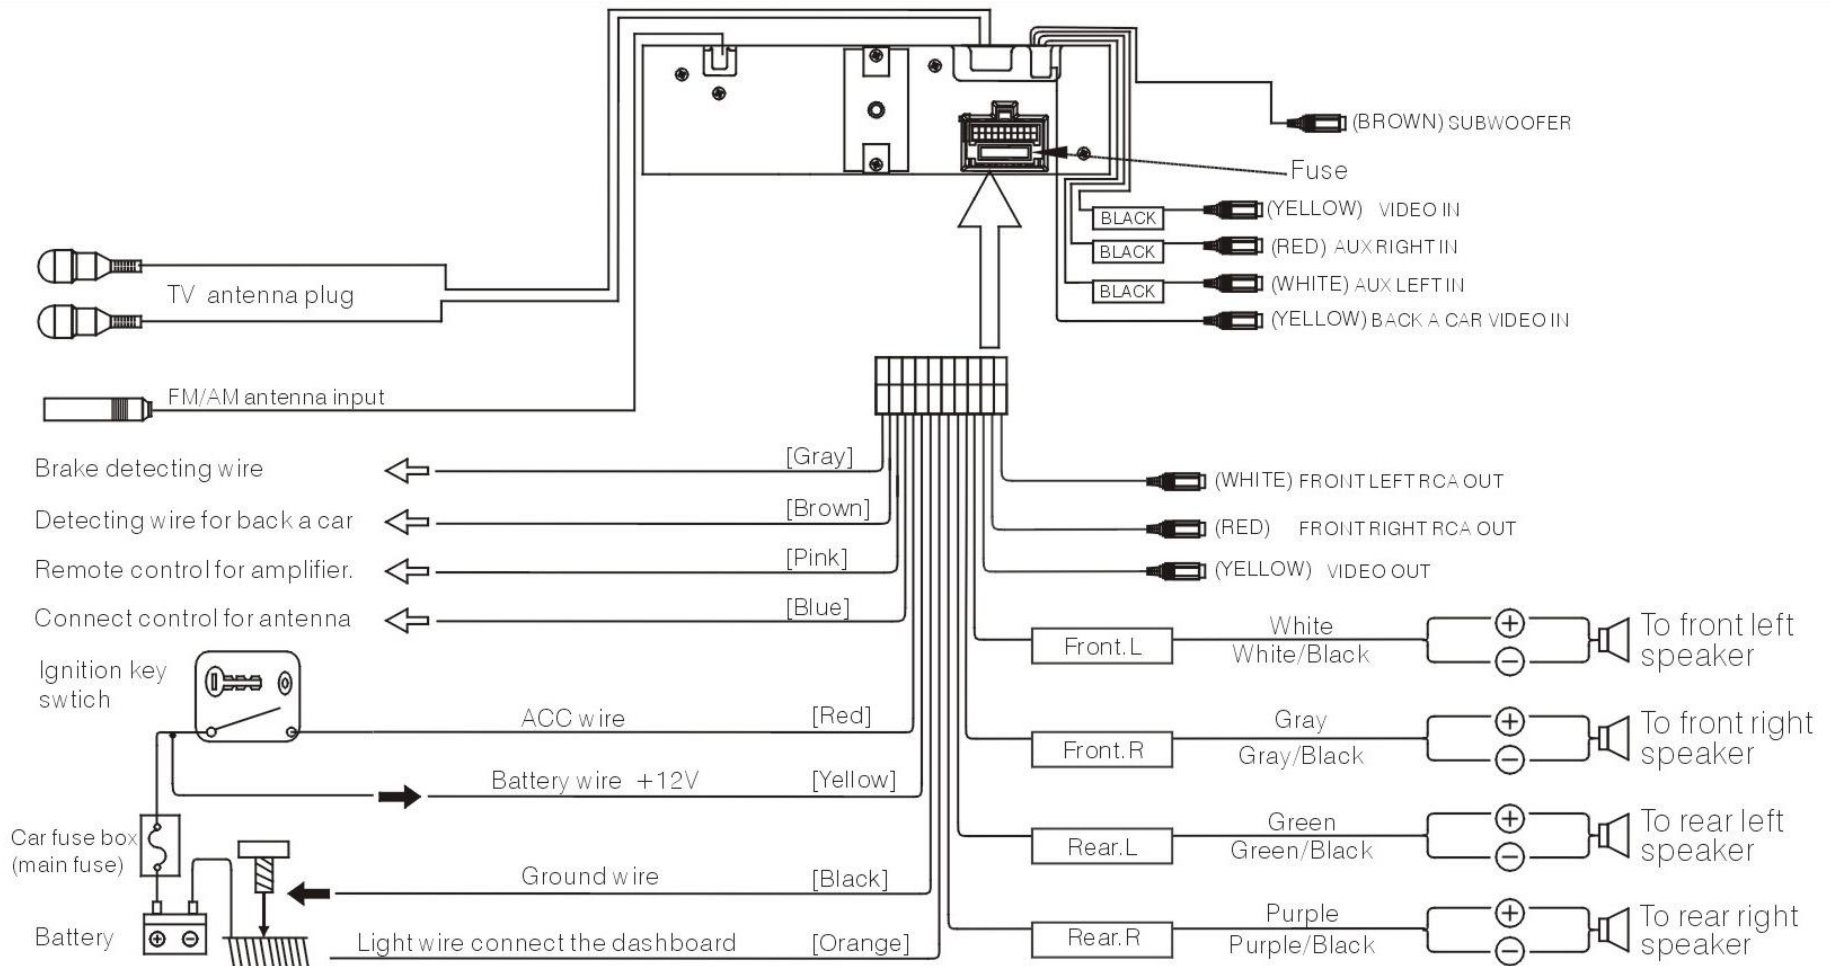 (BROWN) SUBWOOFER
Fuse
BLACK
(YELLOW) VIDEO IN
BLACK
(RED) AUX RIGHT IN
BLACK
(WHITE) AUX LEFT IN
(YELLOW) BACK A CAR VIDEO IN
TV antenna plug
FM/AM antenna input
Brake detecting wire
[Gray]
Detecting wire for back a car
[Brown]
Remote control for amplifier.
[Pink]
Connect control for antenna
[Blue]
Ignition key
swtich
ACC wire
[Red]
Battery wire +12V
[Yellow]
Car fuse box
(main fuse)
Ground wire
[Black]
Battery
Light wire connect the dashboard
[Orange]
(WHITE) FRONT LEFT RCA OUT
(RED) FRONT RIGHT RCA OUT
(YELLOW) VIDEO OUT
Front.L
White
White/Black
To front left
speaker
Front.R
Gray
Gray/Black
To front right
speaker
Rear.L
Green
Green/Black
To rear left
speaker
Rear.R
Purple
Purple/Black
To rear right
speaker